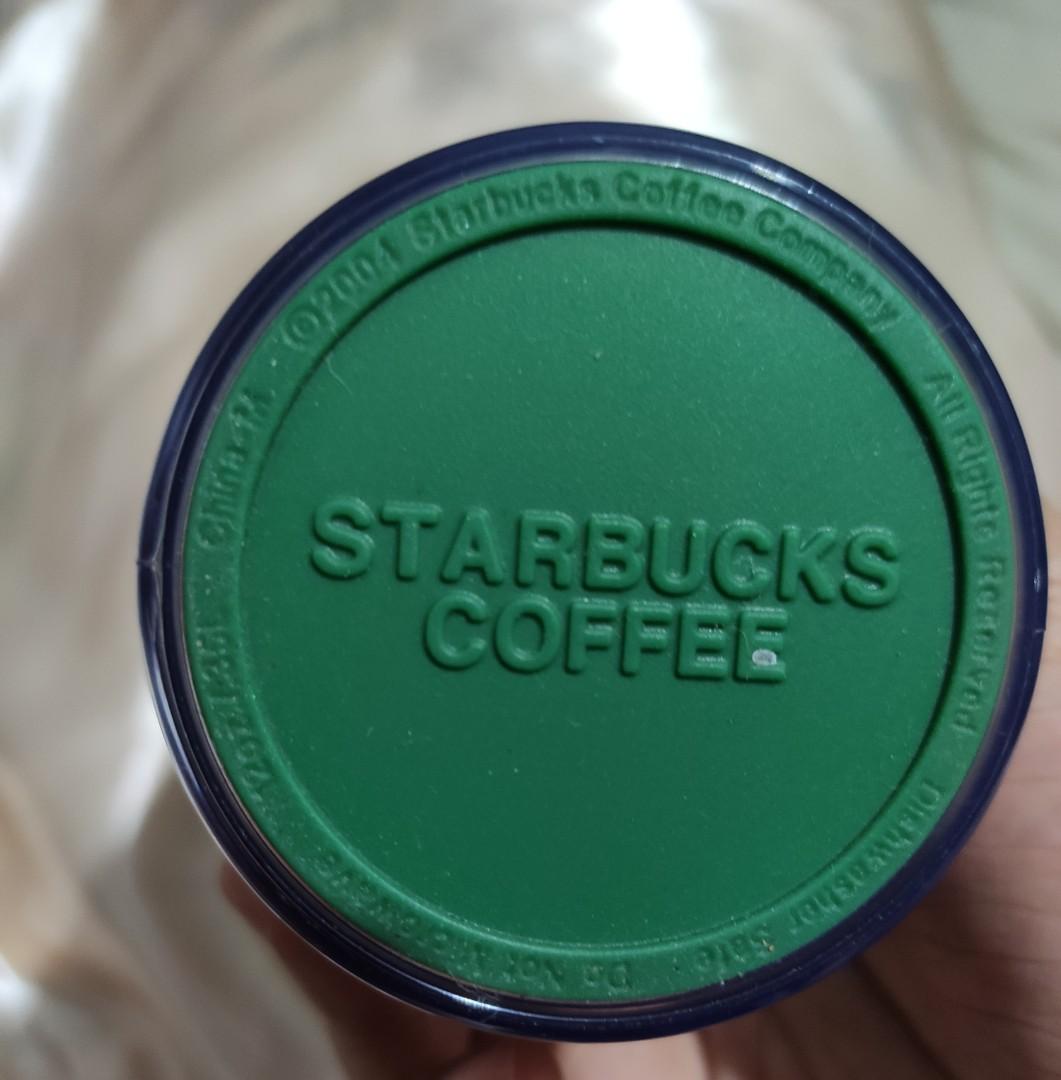 ©2004 Starbucks Coffee Company
All Rights Reserved
Dishwasher Safe
Do Not Microwave
China
STARBUCKS
COFFEE